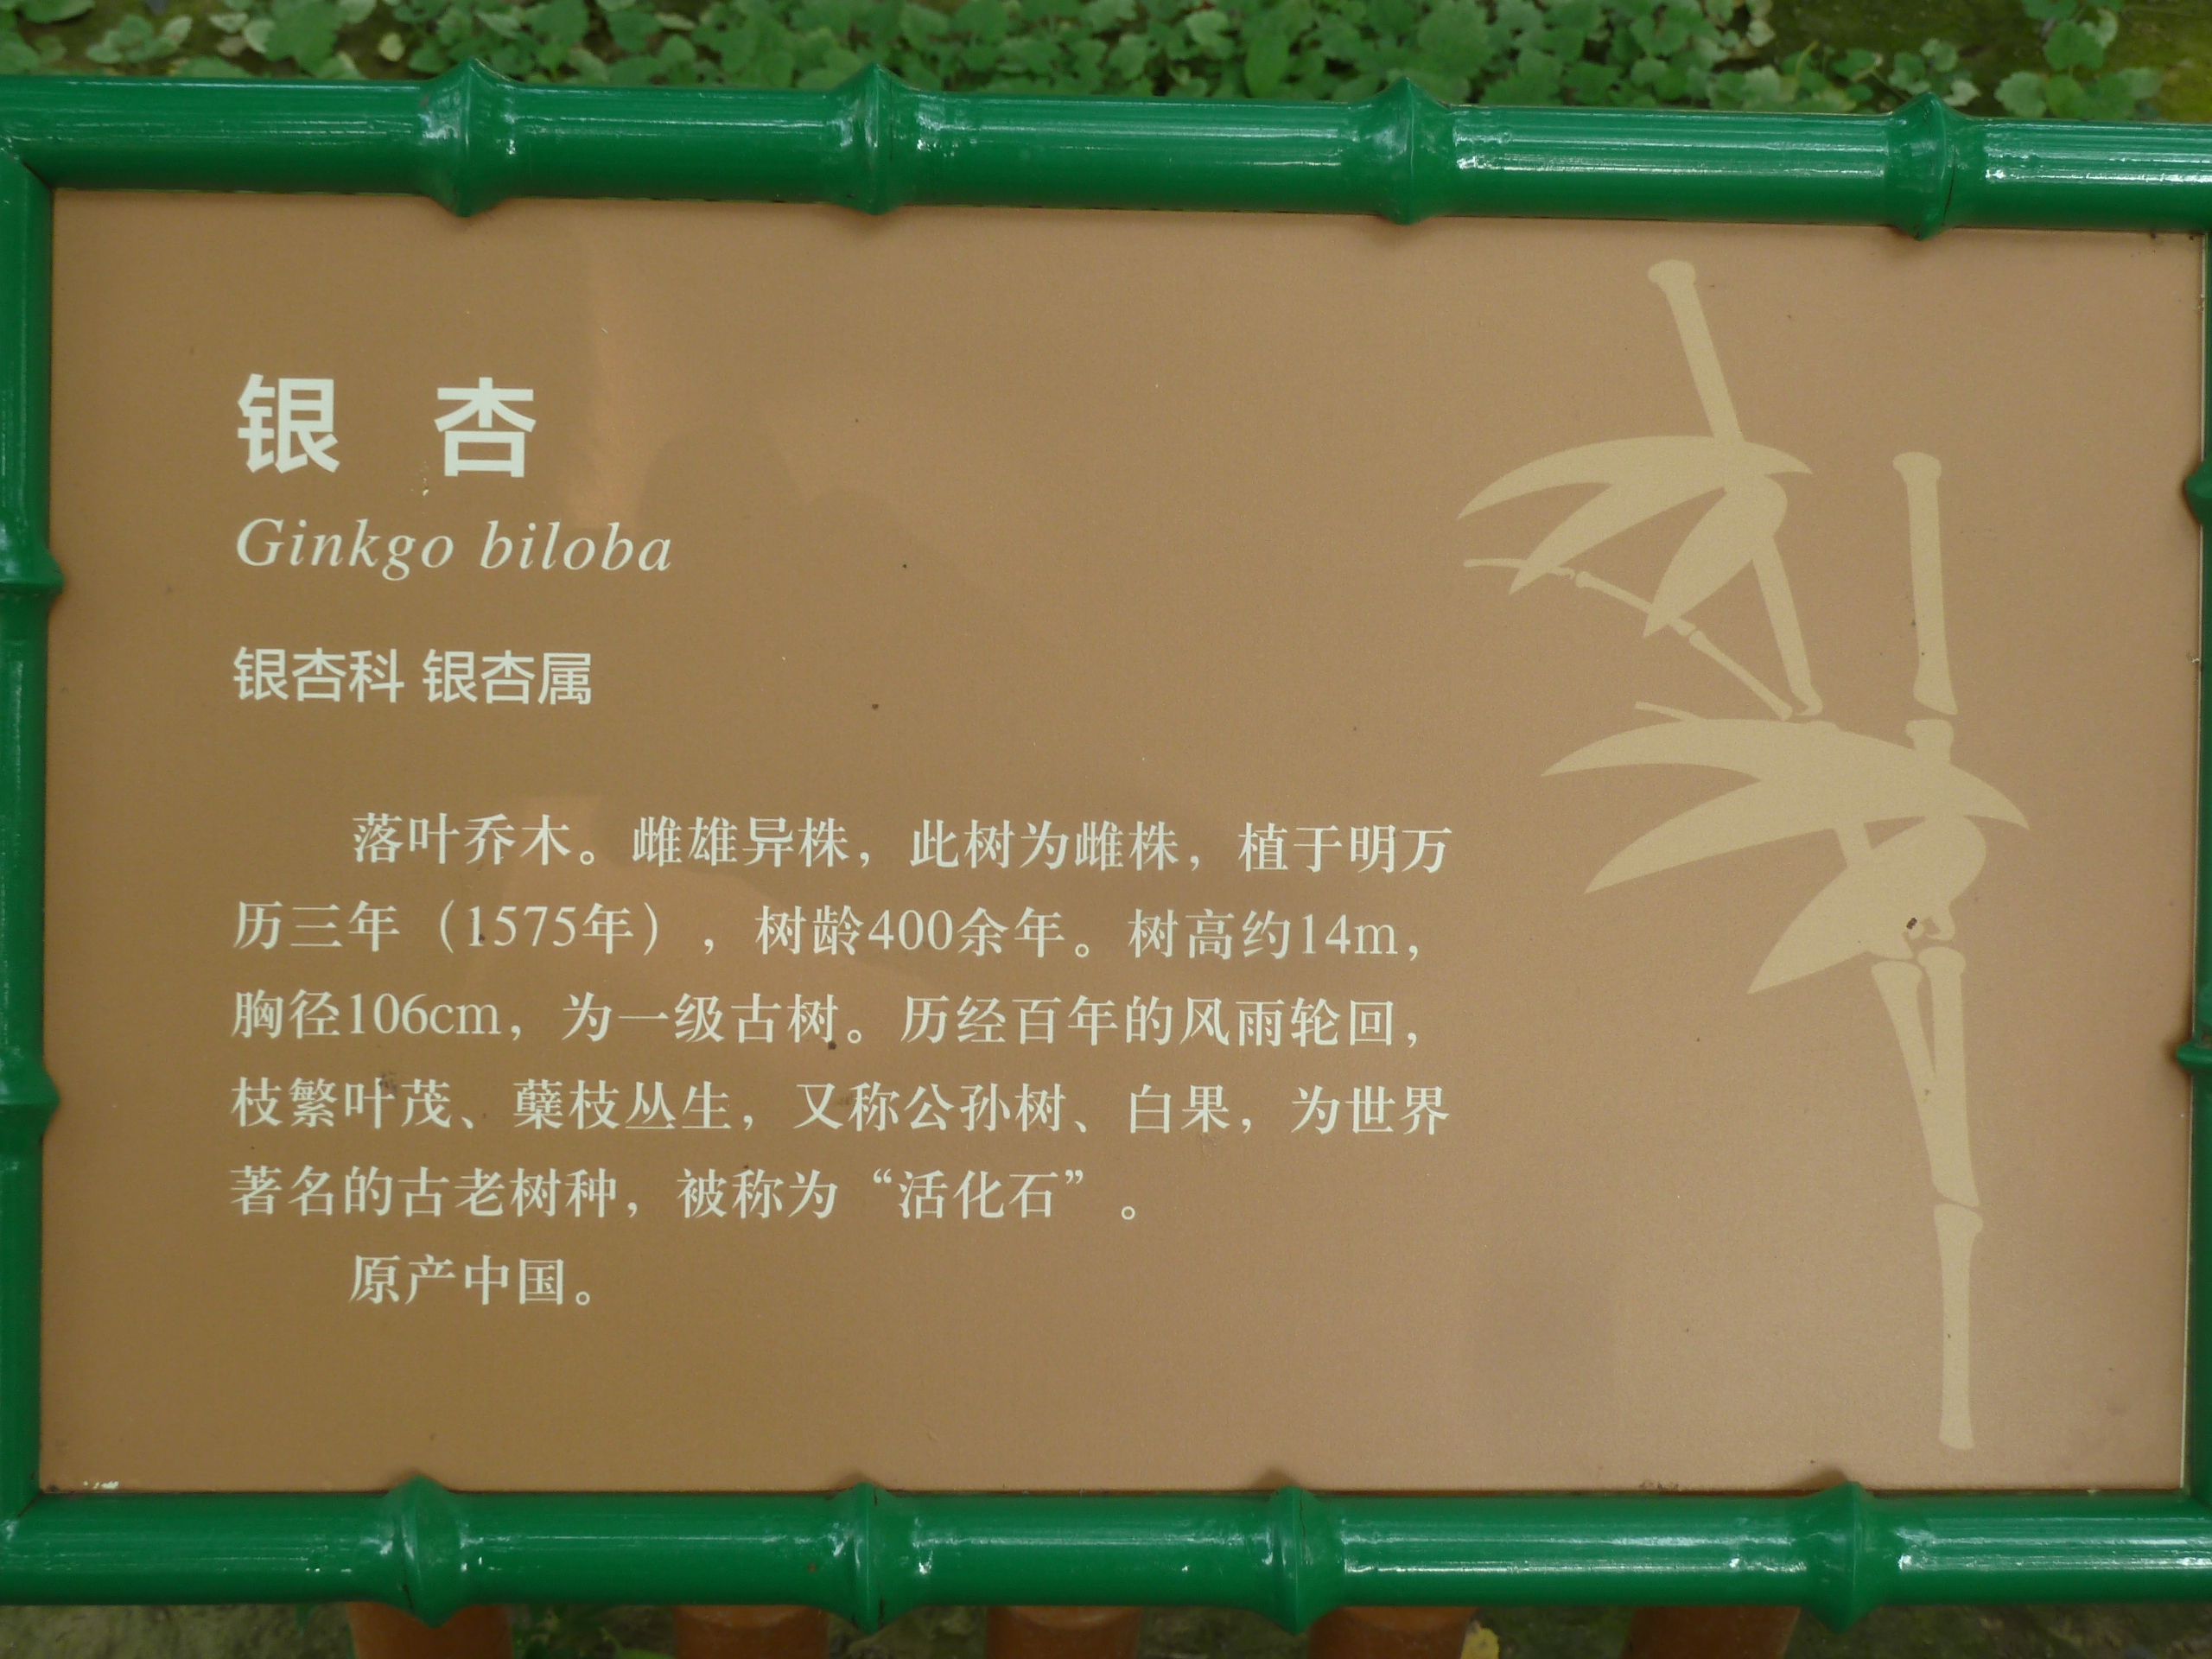 银 杏
Ginkgo biloba
银杏科 银杏属
落叶乔木。雌雄异株，此树为雌株，植于明万
历三年（1575年），树龄400余年。树高约14m，
胸径106cm，为一级古树。历经百年的风雨轮回，
枝繁叶茂、蘖枝丛生，又称公孙树、白果，为世界
著名的古老树种，被称为“活化石”。
原产中国。